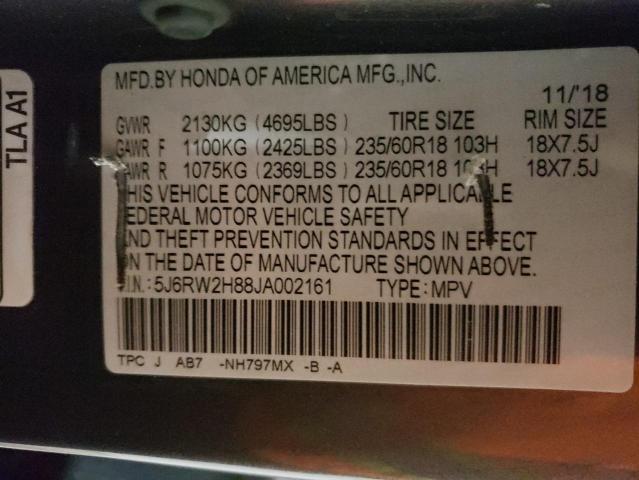 TLA A1
MFD.BY HONDA OF AMERICA MFG.,INC.
11/'18
GVWR 2130KG (4695LBS) TIRE SIZE RIM SIZE
GAWR F 1100KG (2425LBS) 235/60R18 103H 18X7.5J
GAWR R 1075KG (2369LBS) 235/60R18 103H 18X7.5J
THIS VEHICLE CONFORMS TO ALL APPLICABLE
FEDERAL MOTOR VEHICLE SAFETY
AND THEFT PREVENTION STANDARDS IN EFFECT
ON THE DATE OF MANUFACTURE SHOWN ABOVE.
V.I.N.:5J6RW2H88JA002161 TYPE:MPV
TPC J AB7 -NH797MX -B -A